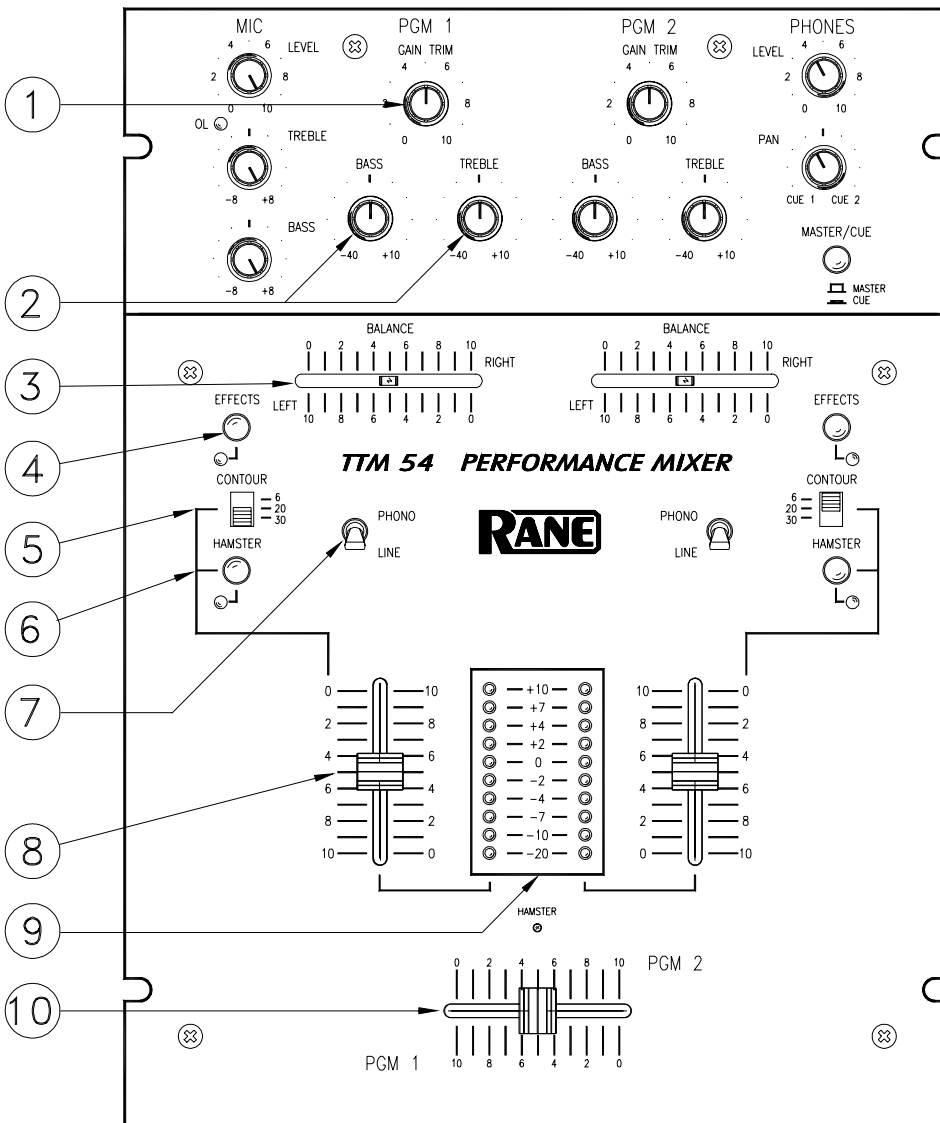 MIC
PGM 1
PGM 2
PHONES
4 6
LEVEL
2 8
0 10
GAIN TRIM
4 6
2 8
0 10
GAIN TRIM
4 6
2 8
0 10
LEVEL
4 6
2 8
0 10
1
OL
TREBLE
-8 +8
BASS
-8 +8
BASS
-40 +10
TREBLE
-40 +10
BASS
-40 +10
TREBLE
-40 +10
PAN
CUE 1 CUE 2
MASTER/CUE
MASTER
CUE
2
BALANCE
0 2 4 6 8 10
RIGHT
LEFT
10 8 6 4 2 0
BALANCE
0 2 4 6 8 10
RIGHT
LEFT
10 8 6 4 2 0
3
EFFECTS
EFFECTS
4
TTM 54 PERFORMANCE MIXER
CONTOUR
6
20
30
CONTOUR
6
20
30
5
PHONO
LINE
RANE
PHONO
LINE
HAMSTER
HAMSTER
6
7
0 10
2 8
4 6
6 4
8 2
10 0
+10
+7
+4
+2
0
-2
-4
-7
-10
-20
10 0
8 2
6 4
4 6
2 8
0 10
8
9
HAMSTER
0 2 4 6 8 10
PGM 2
10
PGM 1
10 8 6 4 2 0